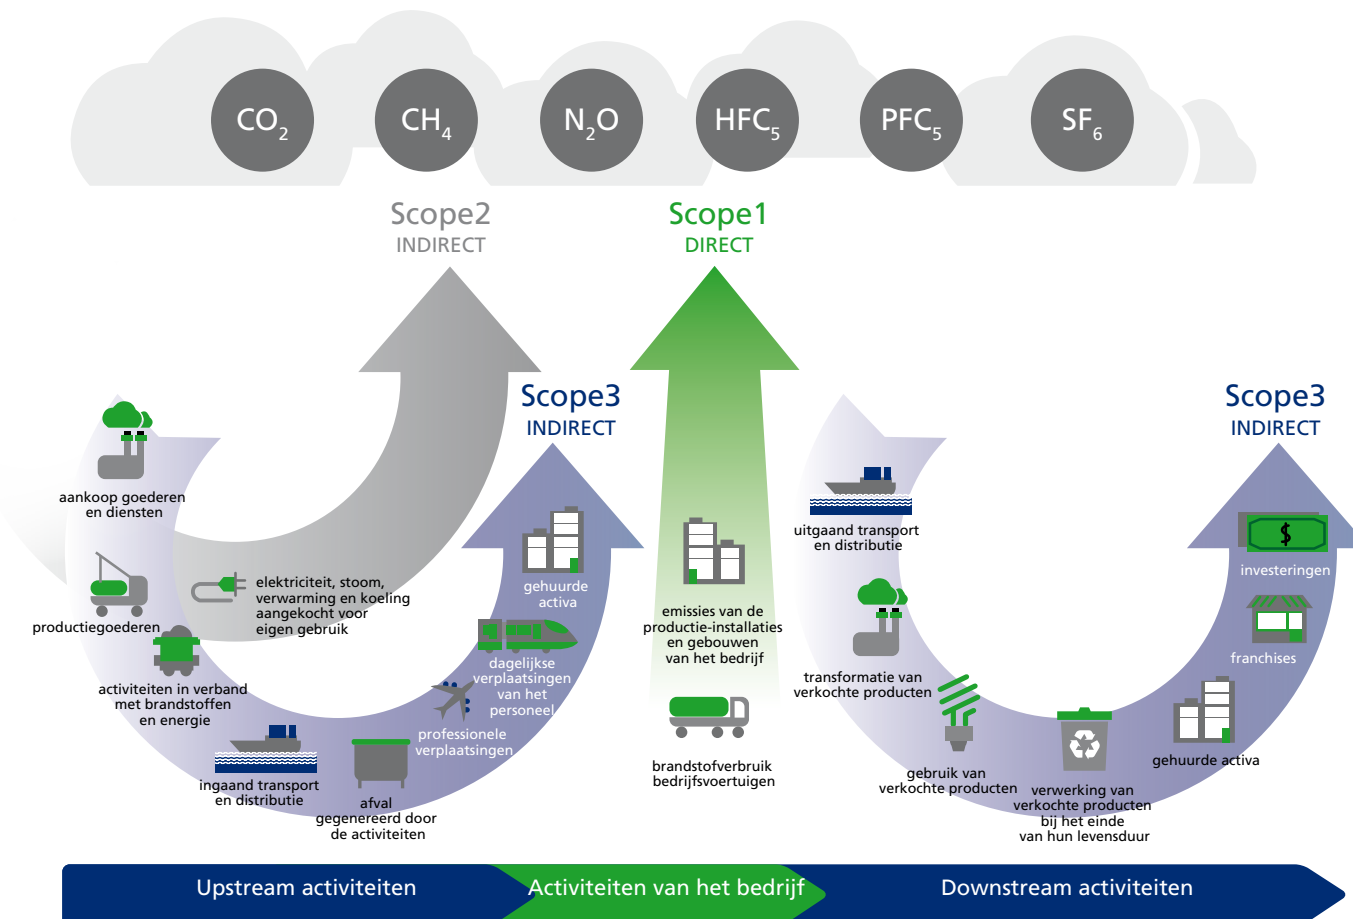 CO₂
CH₄
N₂O
HFC₅
PFC₅
SF₆
Scope2
INDIRECT
Scope1
DIRECT
Scope3
INDIRECT
Scope3
INDIRECT
aankoop goederen
en diensten
productiegoederen
activiteiten in verband
met brandstoffen
en energie
elektriciteit, stoom,
verwarming en koeling
aangekocht voor
eigen gebruik
ingaand transport
en distributie
afval
gegenereerd door
de activiteiten
professionele
verplaatsingen
dagelijkse
verplaatsingen
van het
personeel
gehuurde
activa
emissies van de
productie-installaties
en gebouwen
van het bedrijf
brandstofverbruik
bedrijfsvoertuigen
uitgaand transport
en distributie
transformatie van
verkochte producten
gebruik van
verkochte producten
verwerking van
verkochte producten
bij het einde
van hun levensduur
gehuurde activa
franchises
$
investeringen
Upstream activiteiten
Activiteiten van het bedrijf
Downstream activiteiten